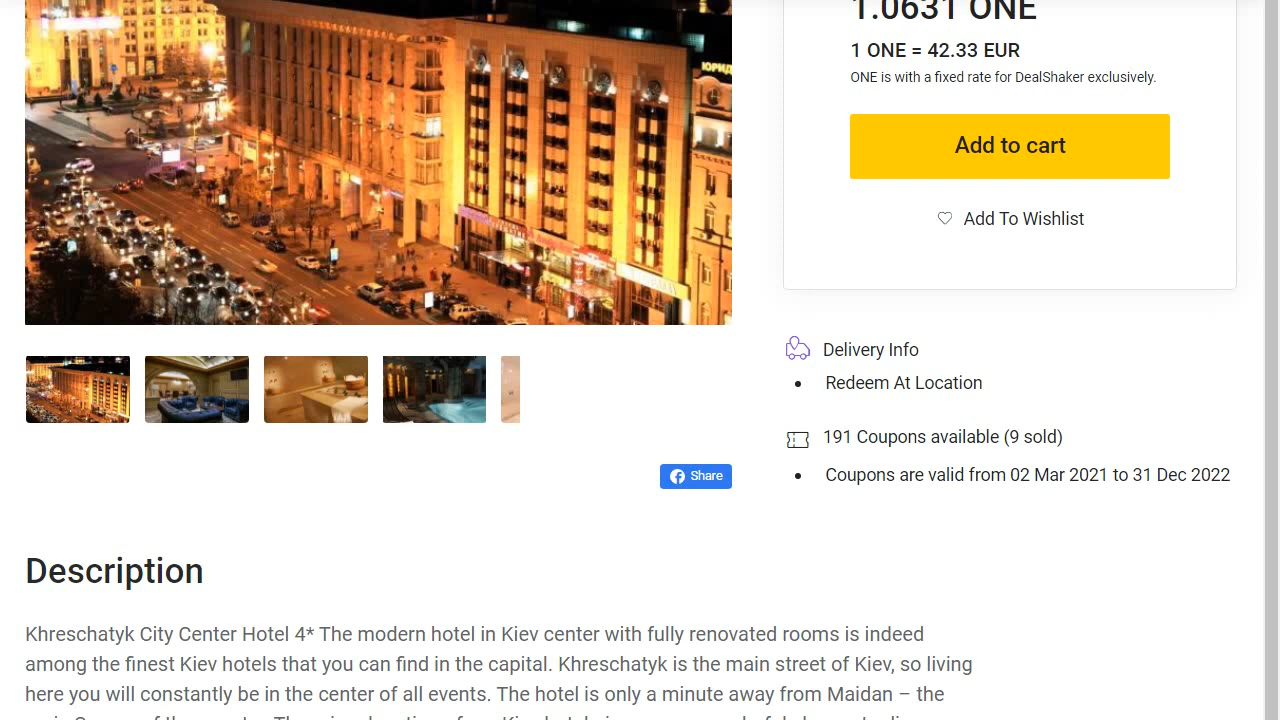 1.0631 ONE
1 ONE = 42.33 EUR
ONE is with a fixed rate for DealShaker exclusively.
Add to cart
Add To Wishlist
ЮРИД
Delivery Info
• Redeem At Location
191 Coupons available (9 sold)
• Coupons are valid from 02 Mar 2021 to 31 Dec 2022
Share
Description
Khreschatyk City Center Hotel 4* The modern hotel in Kiev center with fully renovated rooms is indeed
among the finest Kiev hotels that you can find in the capital. Khreschatyk is the main street of Kiev, so living
here you will constantly be in the center of all events. The hotel is only a minute away from Maidan – the